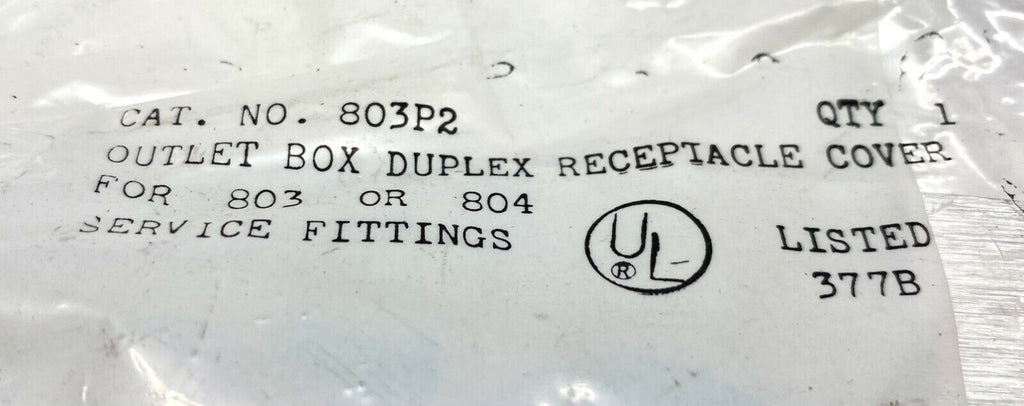 CAT. NO. 803P2 QTY 1
OUTLET BOX DUPLEX RECEPTACLE COVER
FOR 803 OR 804
SERVICE FITTINGS
UL ® LISTED
377B